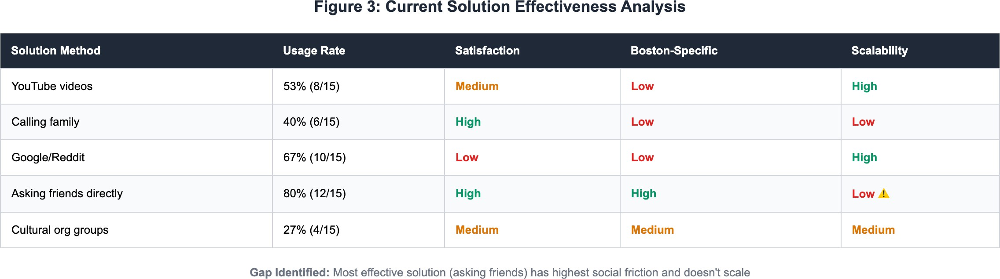 Figure 3: Current Solution Effectiveness Analysis
Solution Method Usage Rate Satisfaction Boston-Specific Scalability
YouTube videos 53% (8/15) Medium Low High
Calling family 40% (6/15) High Low Low
Google/Reddit 67% (10/15) Low Low High
Asking friends directly 80% (12/15) High High Low ⚠️
Cultural org groups 27% (4/15) Medium Medium Medium
Gap Identified: Most effective solution (asking friends) has highest social friction and doesn't scale